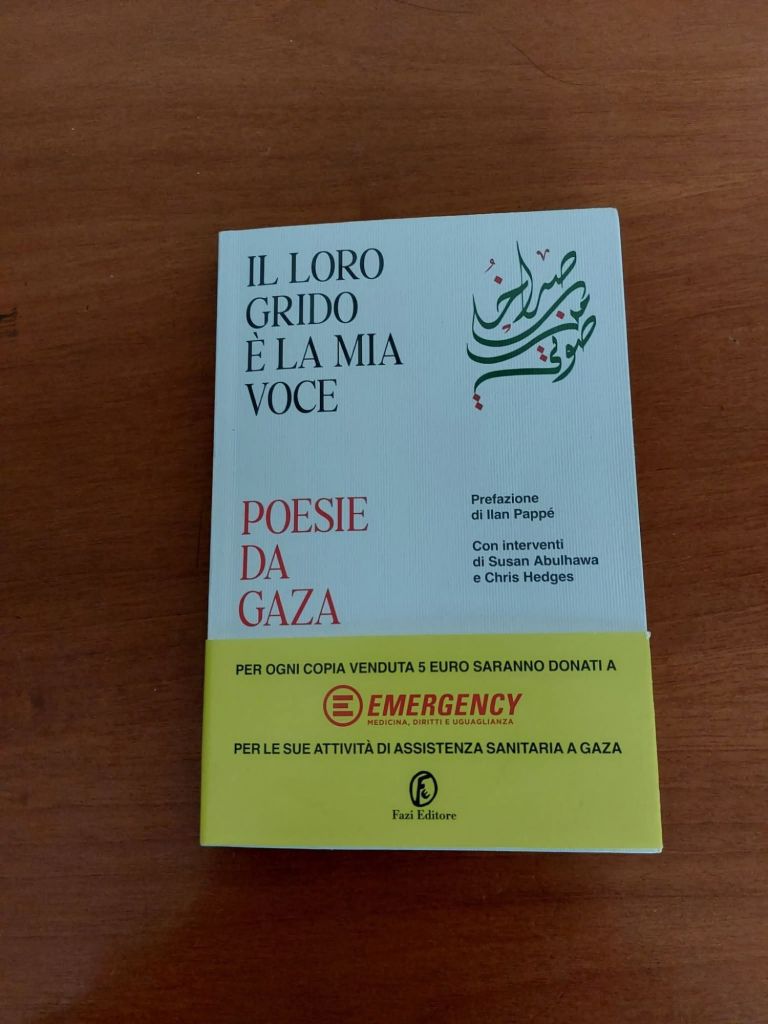 IL LORO
GRIDO
È LA MIA
VOCE
صراخهم
صوتي
POESIE
DA
GAZA
Prefazione
di Ilan Pappé
Con interventi
di Susan Abulhawa
e Chris Hedges
PER OGNI COPIA VENDUTA 5 EURO SARANNO DONATI A
EMERGENCY
MEDICINA, DIRITTI E UGUAGLIANZA
PER LE SUE ATTIVITÀ DI ASSISTENZA SANITARIA A GAZA
Fazi Editore